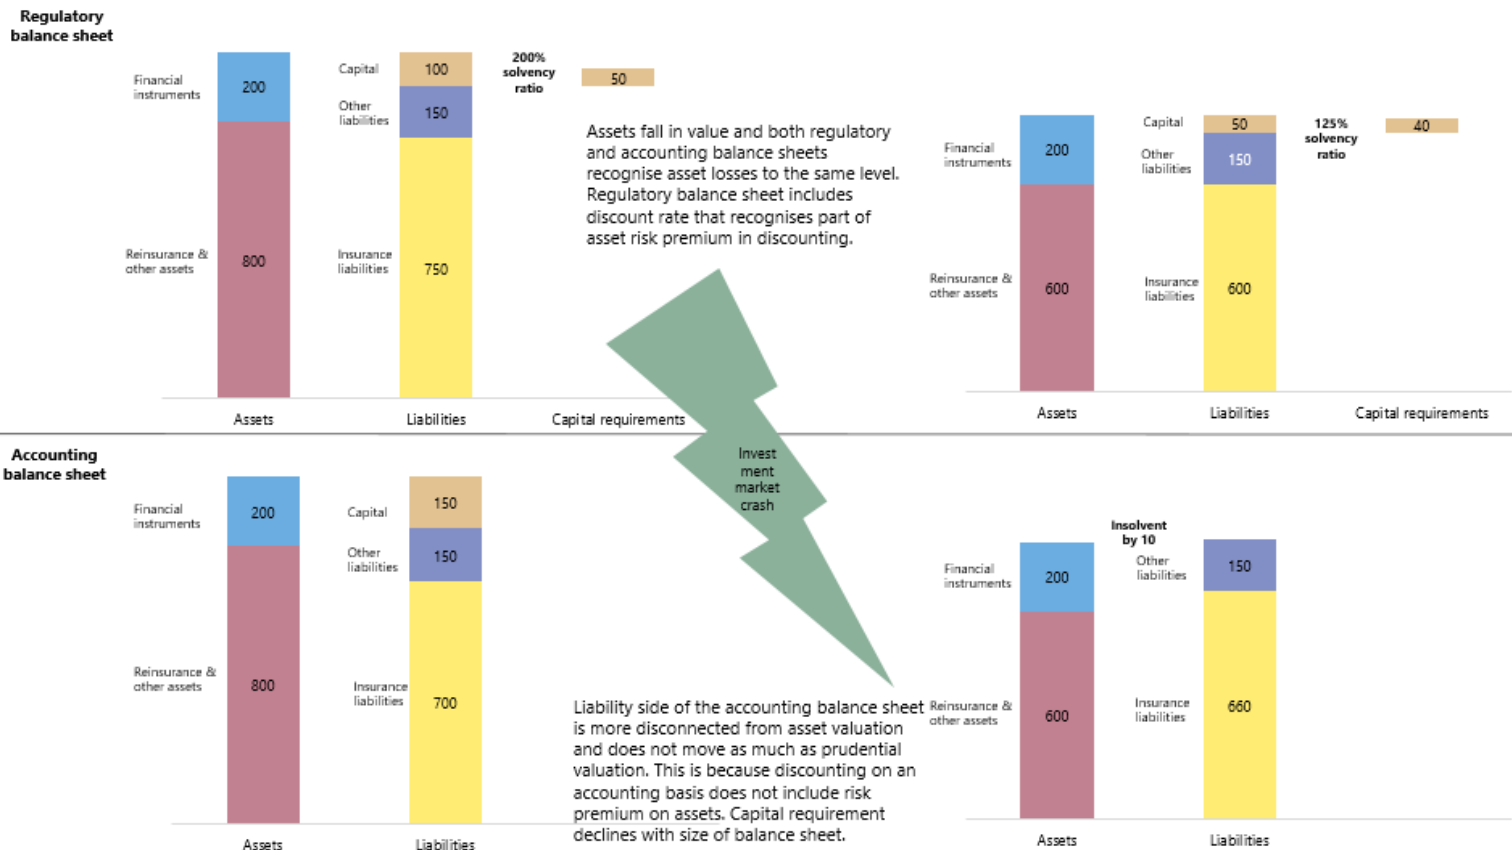 Regulatory
balance sheet
Financial
instruments
200
Reinsurance &
other assets
800
Assets
Capital
100
Other
liabilities
150
Insurance
liabilities
750
Liabilities
200%
solvency
ratio
50
Capital requirements
Assets fall in value and both regulatory
and accounting balance sheets
recognise asset losses to the same level.
Regulatory balance sheet includes
discount rate that recognises part of
asset risk premium in discounting.
Financial
instruments
200
Reinsurance &
other assets
600
Assets
Capital
50
Other
liabilities
150
Insurance
liabilities
600
Liabilities
125%
solvency
ratio
40
Capital requirements
Invest
ment
market
crash
Accounting
balance sheet
Financial
instruments
200
Reinsurance &
other assets
800
Assets
Capital
150
Other
liabilities
150
Insurance
liabilities
700
Liabilities
Liability side of the accounting balance sheet
is more disconnected from asset valuation
and does not move as much as prudential
valuation. This is because discounting on an
accounting basis does not include risk
premium on assets. Capital requirement
declines with size of balance sheet.
Financial
instruments
200
Reinsurance &
other assets
600
Assets
Insolvent
by 10
Other
liabilities
150
Insurance
liabilities
660
Liabilities